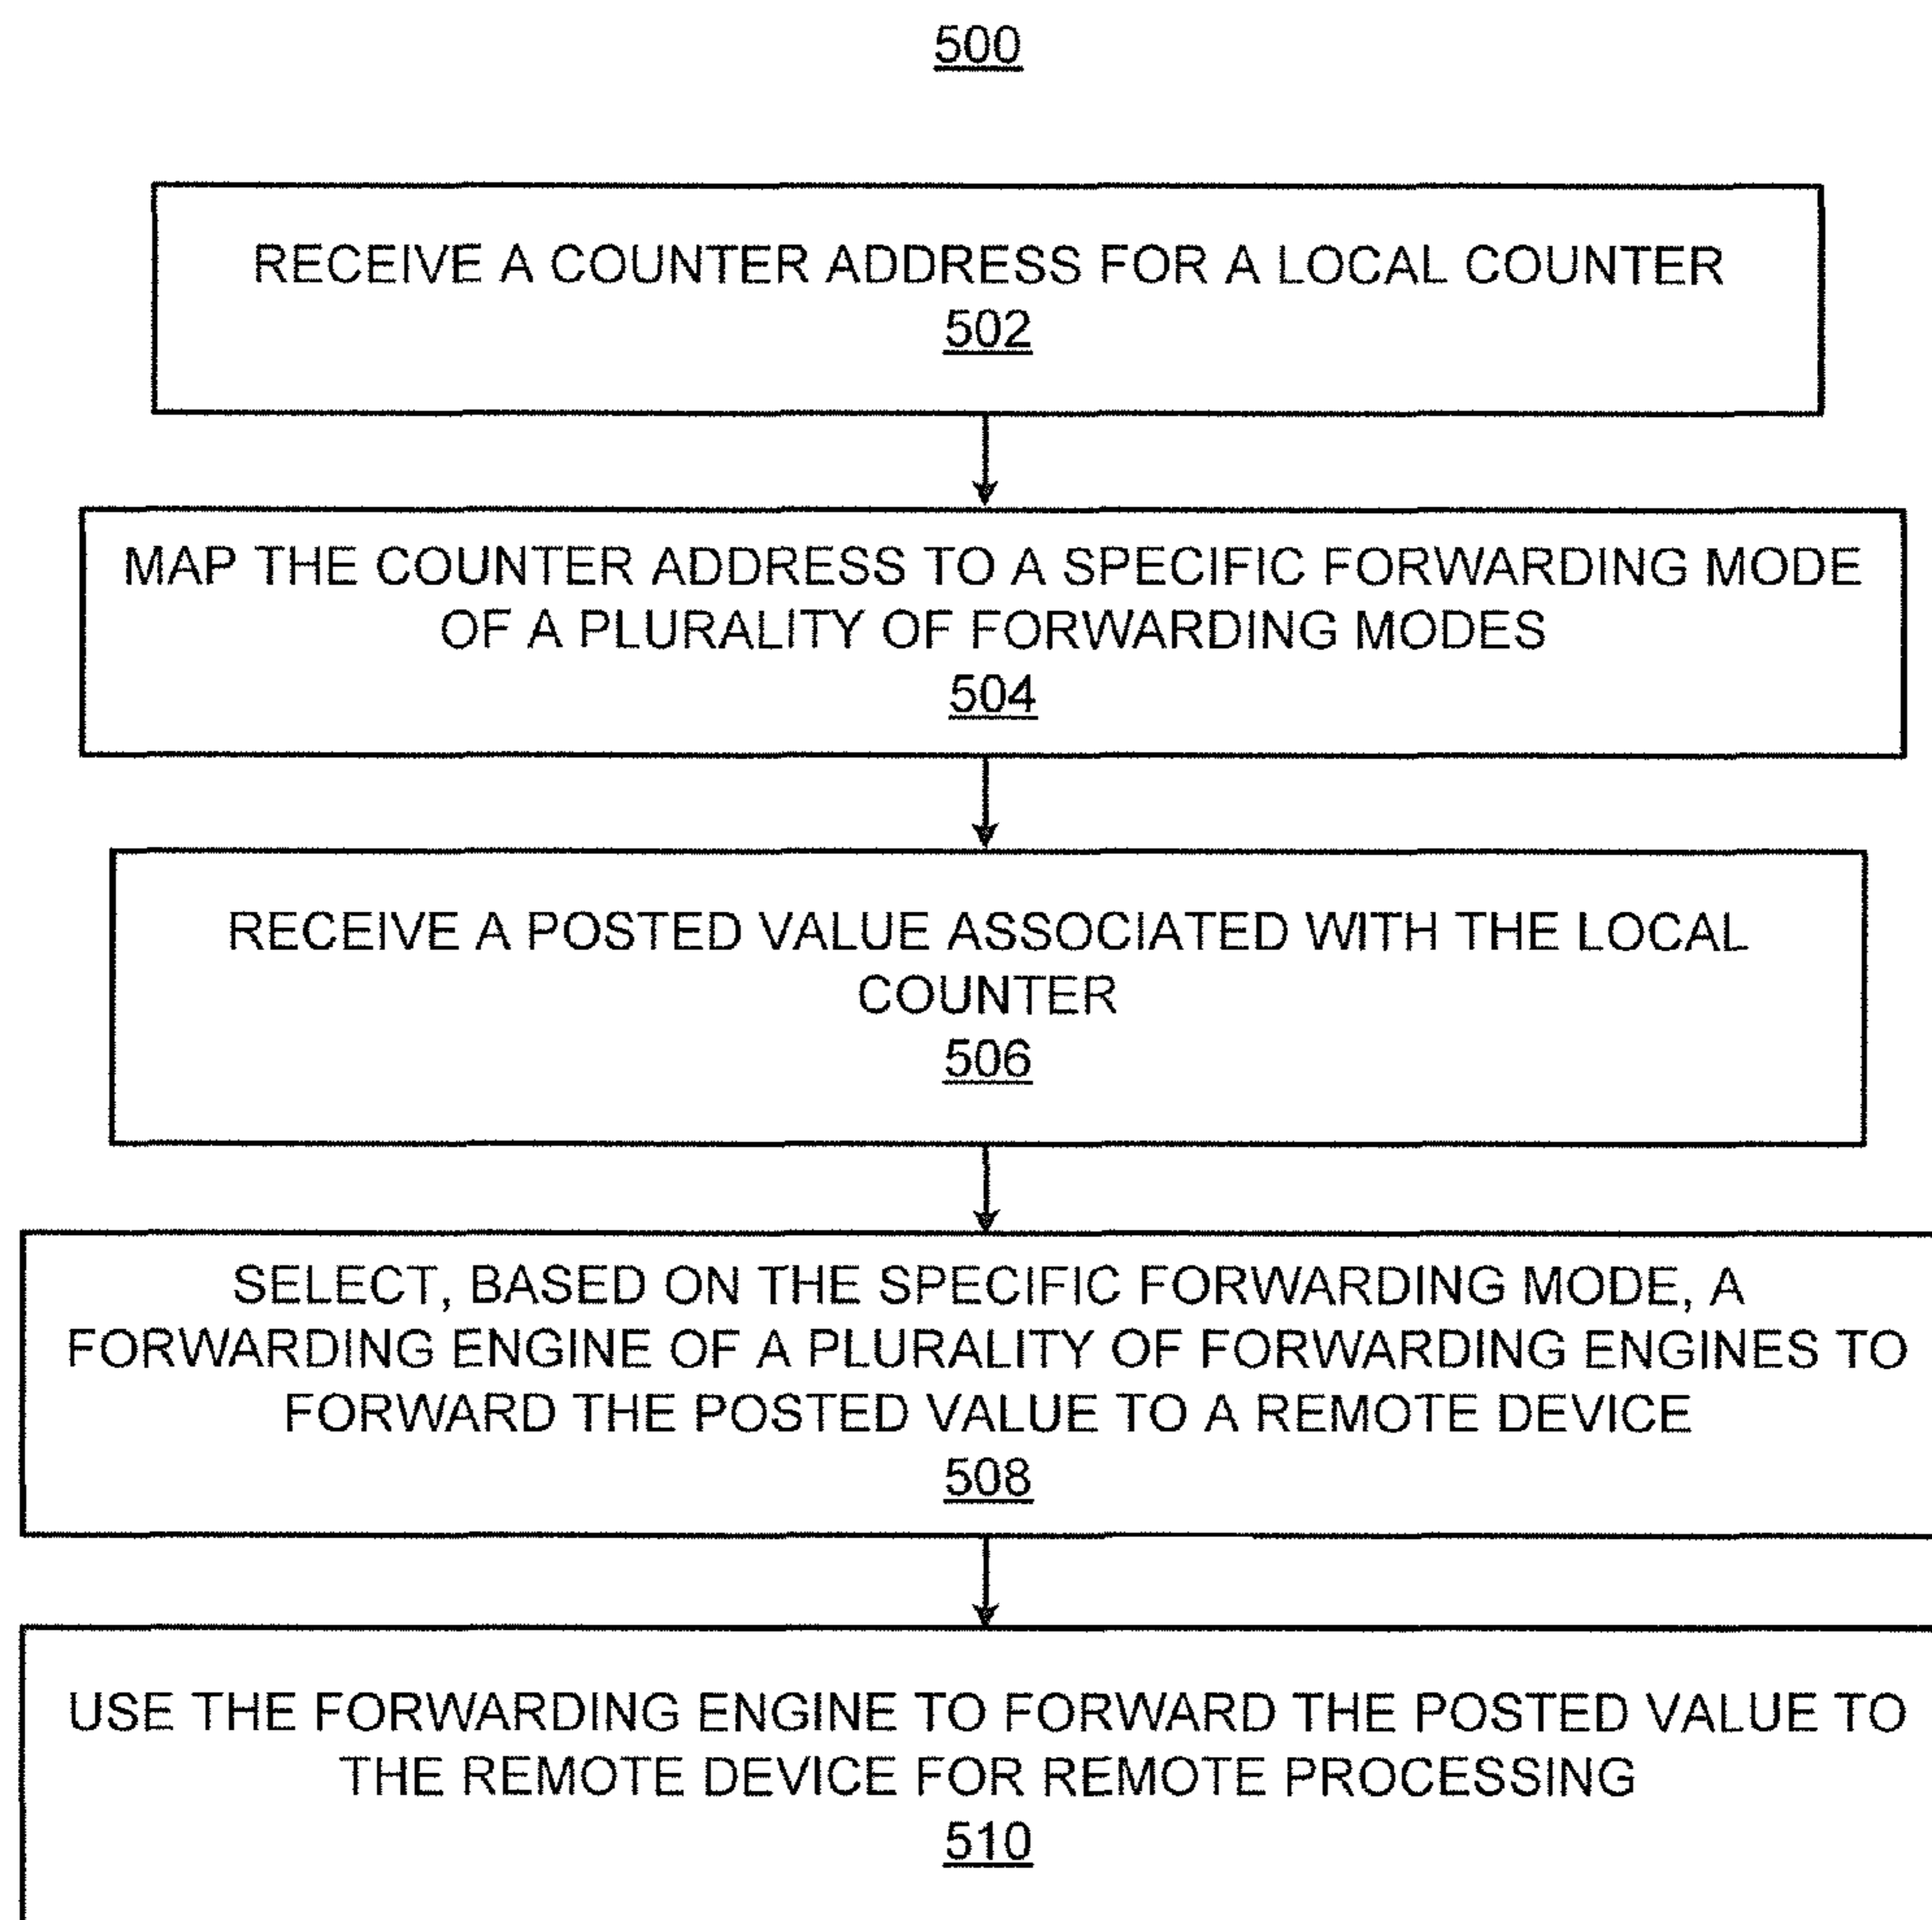 500
RECEIVE A COUNTER ADDRESS FOR A LOCAL COUNTER
502
MAP THE COUNTER ADDRESS TO A SPECIFIC FORWARDING MODE
OF A PLURALITY OF FORWARDING MODES
504
RECEIVE A POSTED VALUE ASSOCIATED WITH THE LOCAL
COUNTER
506
SELECT, BASED ON THE SPECIFIC FORWARDING MODE, A
FORWARDING ENGINE OF A PLURALITY OF FORWARDING ENGINES TO
FORWARD THE POSTED VALUE TO A REMOTE DEVICE
508
USE THE FORWARDING ENGINE TO FORWARD THE POSTED VALUE TO
THE REMOTE DEVICE FOR REMOTE PROCESSING
510